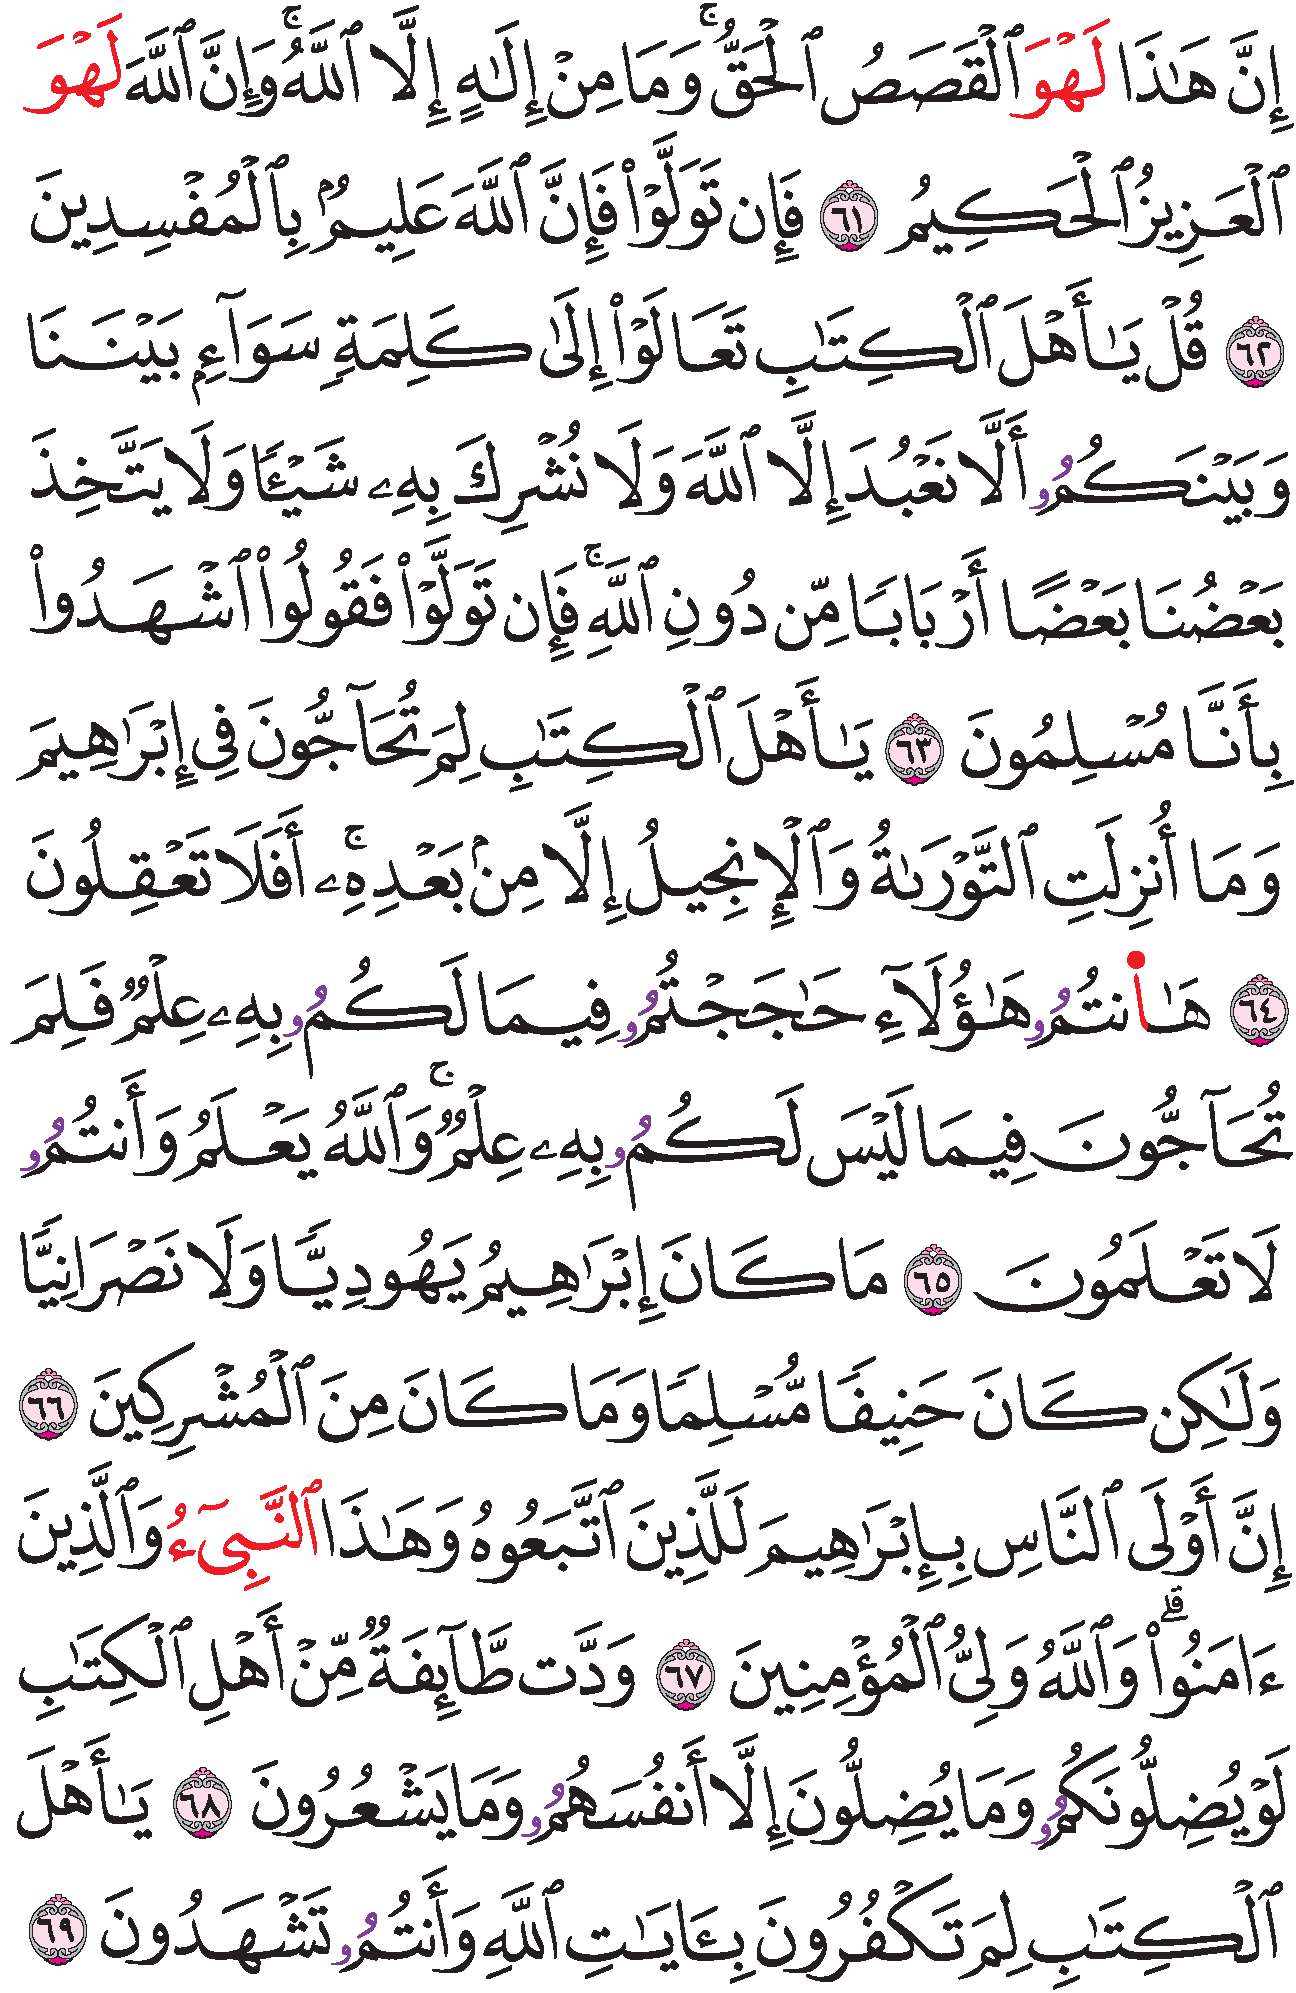 إِنَّ هَٰذَا لَهْوَ ٱلْقَصَصُ ٱلْحَقُّۚ وَمَا مِنْ إِلَٰهٍ إِلَّا ٱللَّهُۚ وَإِنَّ ٱللَّهَ لَهْوَ
ٱلْعَزِيزُ ٱلْحَكِيمُ ٦١ فَإِن تَوَلَّوْا۟ فَإِنَّ ٱللَّهَ عَلِيمُۢ بِالْمُفْسِدِينَ
٦٢ قُلْ يَٰأَهْلَ ٱلْكِتَٰبِ تَعَالَوْا۟ إِلَىٰ كَلِمَةٍ سَوَآءِۭ بَيْنَنَا
وَبَيْنَكُمُۥ أَلَّا نَعْبُدَ إِلَّا ٱللَّهَ وَلَا نُشْرِكَ بِهِۦ شَيْـًٔا وَلَا يَتَّخِذَ
بَعْضُنَا بَعْضًا أَرْبَابًا مِّن دُونِ ٱللَّهِۚ فَإِن تَوَلَّوْا۟ فَقُولُوا۟ ٱشْهَدُوا۟
بِأَنَّا مُسْلِمُونَ ٦٣ يَٰأَهْلَ ٱلْكِتَٰبِ لِمَ تُحَآجُّونَ فِى إِبْرَٰهِيمَ
وَمَا أُنزِلَتِ ٱلتَّوْرَىٰةُ وَٱلْإِنجِيلُ إِلَّا مِنۢ بَعْدِهِۦۚ أَفَلَا تَعْقِلُونَ
٦٤ هَٰا۬نتُمُۥ هَٰؤُلَآءِ حَٰجَجْتُمُۥ فِيمَا لَكُمُۥ بِهِۦ عِلْمٌ فَلِمَ
تُحَآجُّونَ فِيمَا لَيْسَ لَكُمُۥ بِهِۦ عِلْمٌۚ وَٱللَّهُ يَعْلَمُ وَأَنتُمُۥ
لَا تَعْلَمُونَ ٦٥ مَا كَانَ إِبْرَٰهِيمُ يَهُودِيًّا وَلَا نَصْرَانِيًّا
وَلَٰكِن كَانَ حَنِيفًا مُّسْلِمًا وَمَا كَانَ مِنَ ٱلْمُشْرِكِينَ ٦٦
إِنَّ أَوْلَى ٱلنَّاسِ بِإِبْرَٰهِيمَ لَلَّذِينَ ٱتَّبَعُوهُ وَهَٰذَا ٱلنَّبِىٓءُ وَٱلَّذِينَ
ءَامَنُوا۟ۗ وَٱللَّهُ وَلِىُّ ٱلْمُؤْمِنِينَ ٦٧ وَدَّت طَّآئِفَةٌ مِّنْ أَهْلِ ٱلْكِتَٰبِ
لَوْ يُضِلُّونَكُمُۥ وَمَا يُضِلُّونَ إِلَّا أَنفُسَهُمُۥ وَمَا يَشْعُرُونَ ٦٨ يَٰأَهْلَ
ٱلْكِتَٰبِ لِمَ تَكْفُرُونَ بِـَٔايَٰتِ ٱللَّهِ وَأَنتُمُۥ تَشْهَدُونَ ٦٩